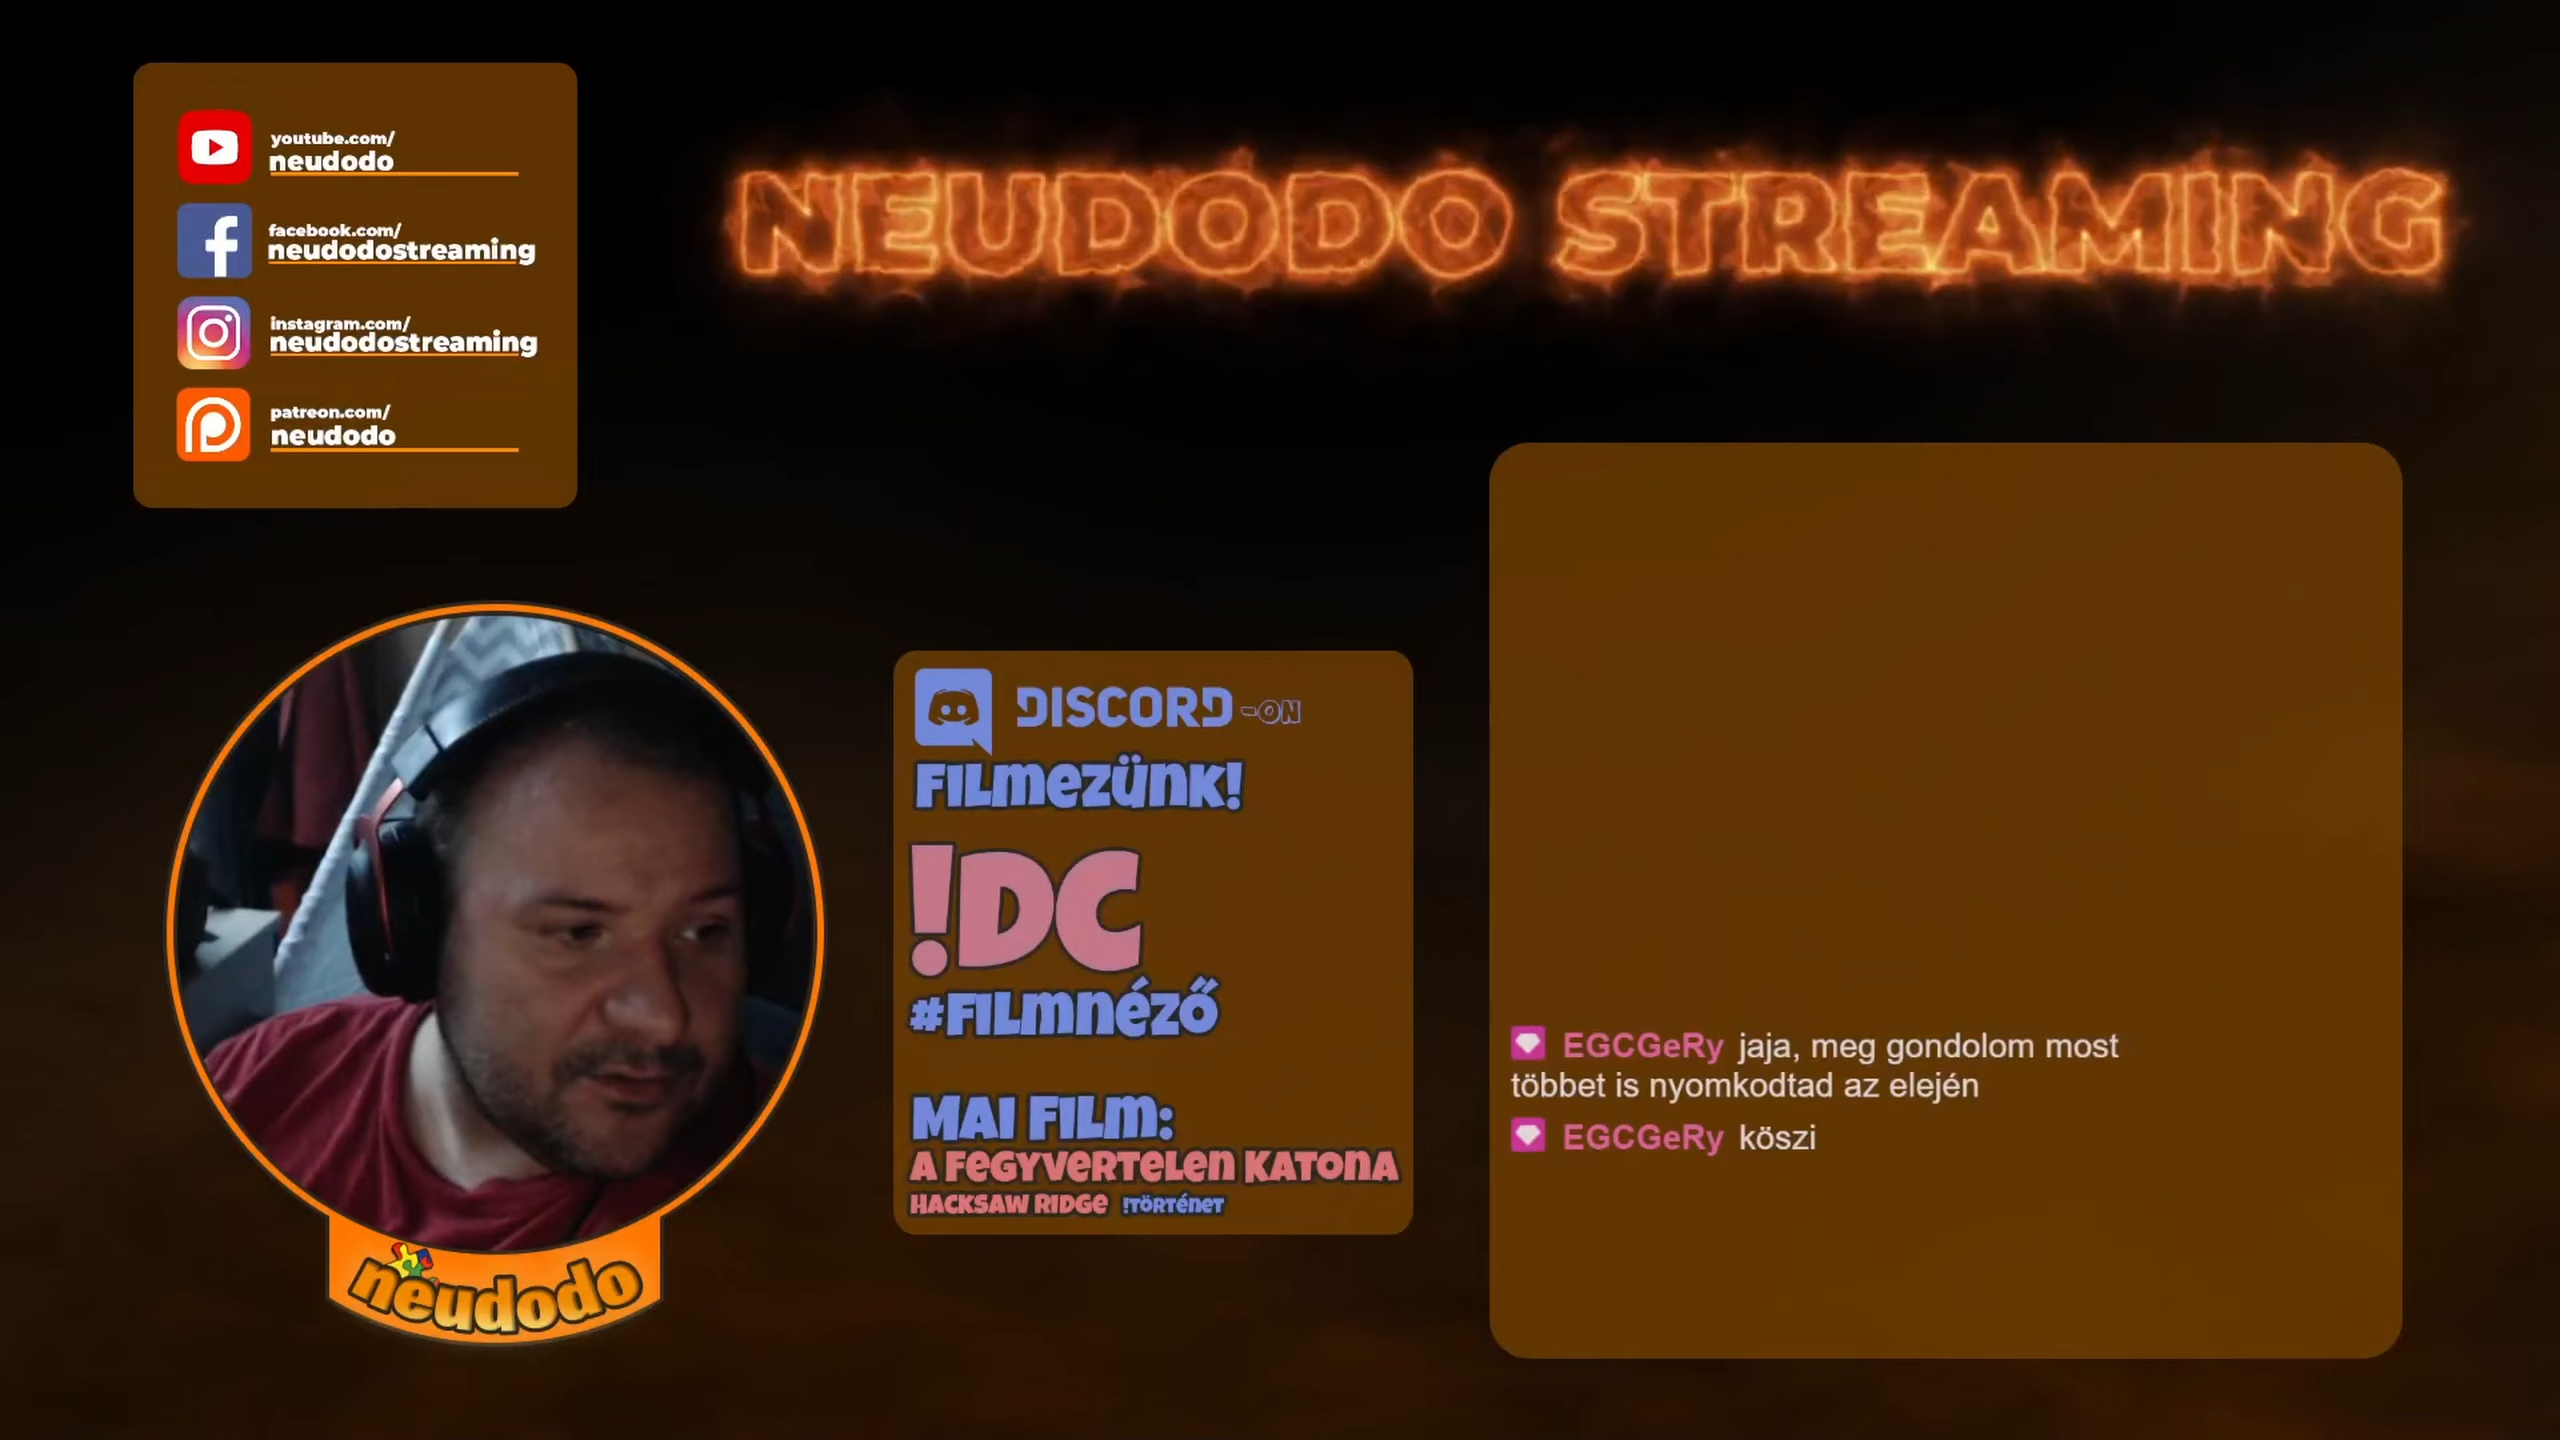 youtube.com/
neudodo
facebook.com/
neudodostreaming
instagram.com/
neudodostreaming
patreon.com/
neudodo
NEUDODO STREAMING
DISCORD-ON
FILMEZÜNK!
!DC
#FILMNÉZŐ
MAI FILM:
A FEGYVERTELEN KATONA
HACKSAW RIDGE !TÖRTÉNET
neudodo
EGCGeRy jaja, meg gondolom most
többet is nyomkodtad az elején
EGCGeRy köszi